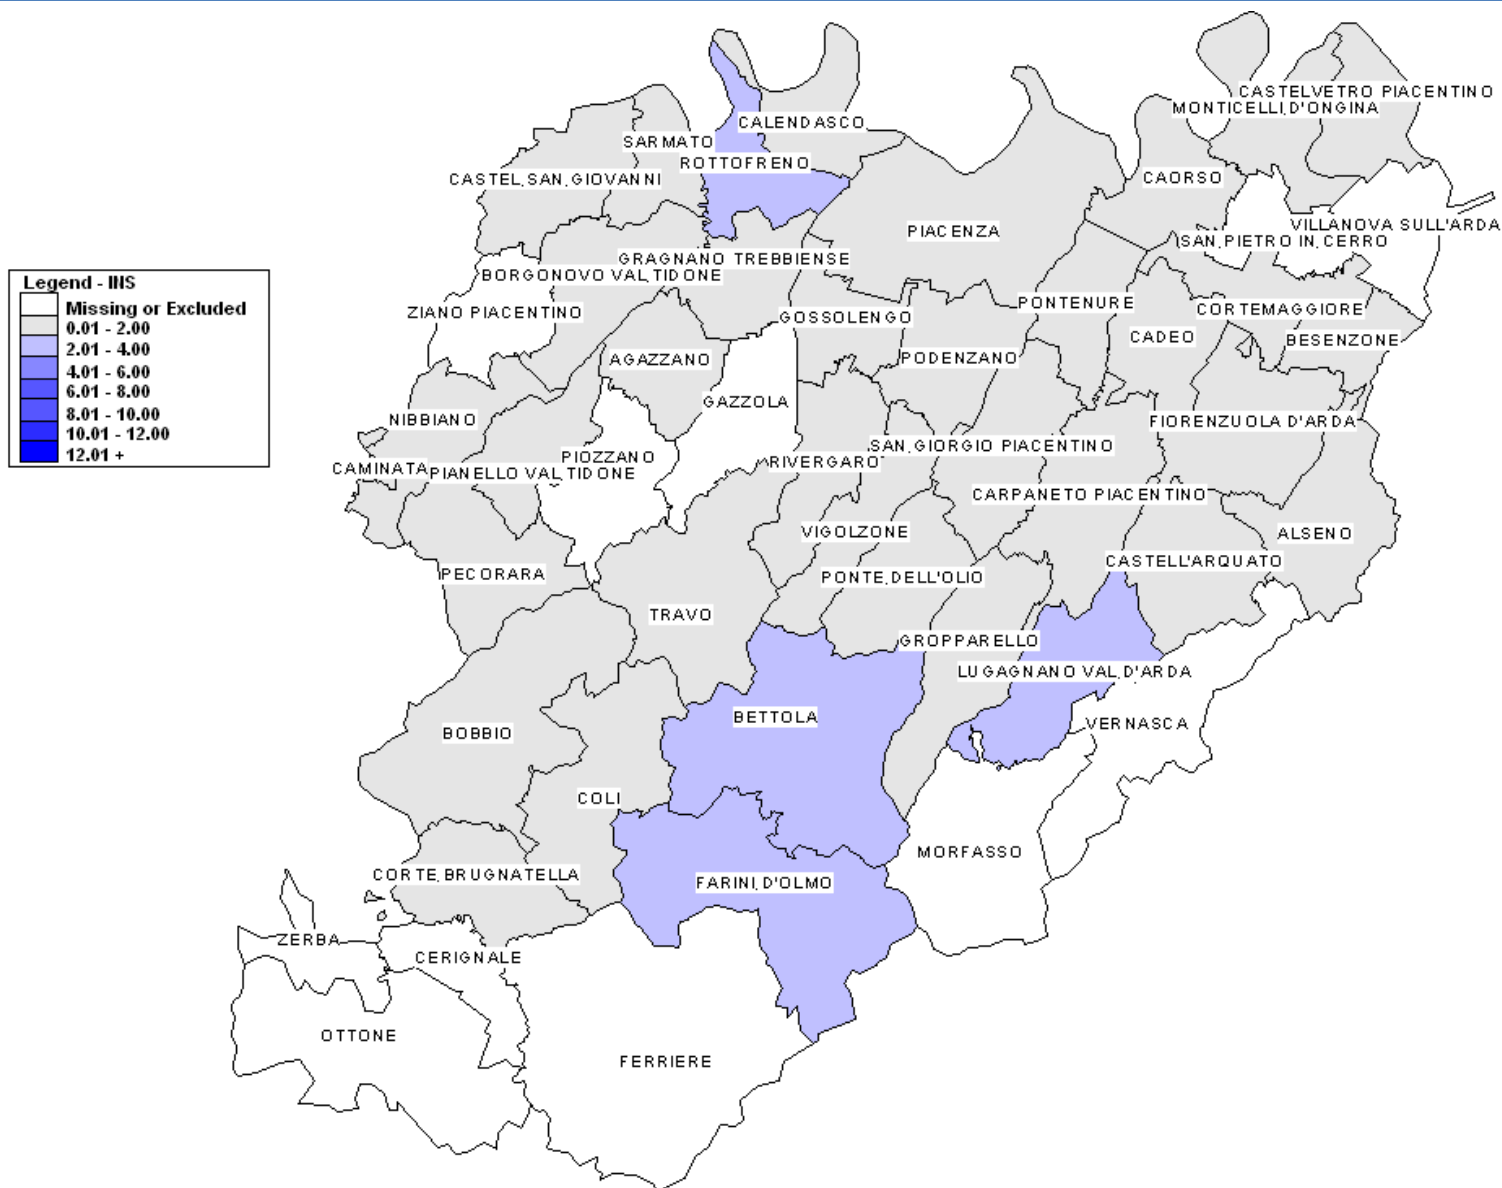 CASTELVETRO PIACENTINO
MONTICELLI,D'ONGINA
CALENDASCO
SARMATO
ROTTOFRENO
CASTEL,SAN,GIOVANNI
CAORSO
VILLANOVA SULL'ARDA
PIACENZA
SAN,PIETRO IN,CERRO
GRAGNANO TREBBIENSE
BORGONOVO VAL,TIDONE
Legend - INS
Missing or Excluded
0.01 - 2.00
2.01 - 4.00
4.01 - 6.00
6.01 - 8.00
8.01 - 10.00
10.01 - 12.00
12.01 +
ZIANO PIACENTINO
GOSSOLENGO
PONTENURE
CORTEMAGGIORE
CADEO
BESENZONE
AGAZZANO
PODENZANO
GAZZOLA
NIBBIANO
FIORENZUOLA D'ARDA
SAN,GIORGIO PIACENTINO
PIOZZANO
RIVERGARO
CAMINATA
PIANELLO VAL,TIDONE
CARPANETO PIACENTINO
VIGOLZONE
ALSENO
CASTELL'ARQUATO
PECORARA
PONTE,DELL'OLIO
TRAVO
GROPPARELLO
LUGAGNANO VAL,D'ARDA
BETTOLA
VERNASCA
BOBBIO
COLI
MORFASSO
CORTE,BRUGNATELLA
FARINI,D'OLMO
ZERBA
CERIGNALE
OTTONE
FERRIERE